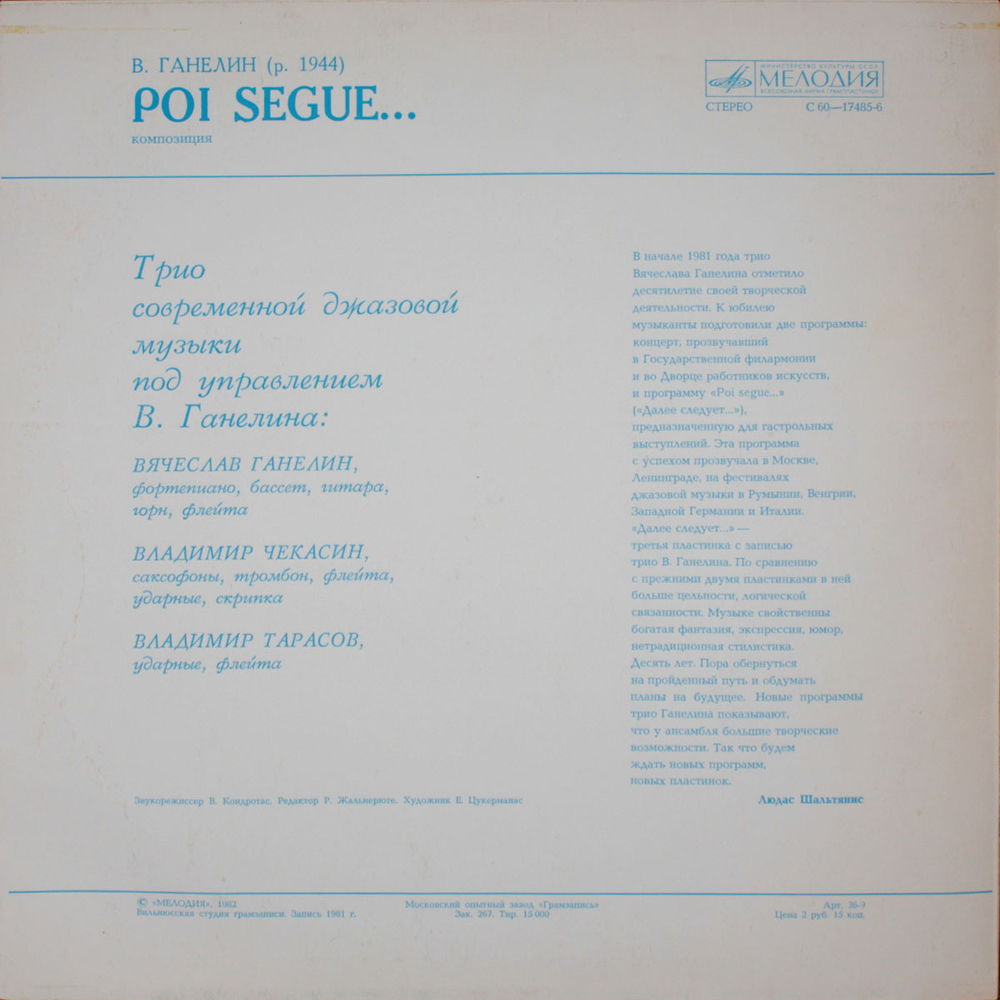 В. ГАНЕЛИН (р. 1944)
POI SEGUE...
композиция
МИНИСТЕРСТВО КУЛЬТУРЫ СССР
МЕЛОДИЯ
ВСЕСОЮЗНАЯ ФИРМА ГРАМПЛАСТИНОК
СТЕРЕО С 60—17485-6
Трио
современной джазовой
музыки
под управлением
В. Ганелина:
ВЯЧЕСЛАВ ГАНЕЛИН,
фортепиано, бассет, гитара,
горн, флейта
ВЛАДИМИР ЧЕКАСИН,
саксофоны, тромбон, флейта,
ударные, скрипка
ВЛАДИМИР ТАРАСОВ,
ударные, флейта
В начале 1981 года трио
Вячеслава Ганелина отметило
десятилетие своей творческой
деятельности. К юбилею
музыканты подготовили две программы:
концерт, прозвучавший
в Государственной филармонии
и во Дворце работников искусств,
и программу «Poi segue...»
(«Далее следует...»),
предназначенную для гастрольных
выступлений. Эта программа
с успехом прозвучала в Москве,
Ленинграде, на фестивалях
джазовой музыки в Румынии, Венгрии,
Западной Германии и Италии.
«Далее следует...» —
третья пластинка с записью
трио В. Ганелина. По сравнению
с прежними двумя пластинками в ней
больше цельности, логической
связанности. Музыке свойственны
богатая фантазия, экспрессия, юмор,
нетрадиционная стилистика.
Десять лет. Пора обернуться
на пройденный путь и обдумать
планы на будущее. Новые программы
трио Ганелина показывают,
что у ансамбля большие творческие
возможности. Так что будем
ждать новых программ,
новых пластинок.
Людас Шальтянис
Звукорежиссер В. Кондротас. Редактор Р. Жальнерюте. Художник Е. Цукерманас
© «МЕЛОДИЯ», 1982
Вильнюсская студия грамзаписи. Запись 1981 г.
Московский опытный завод «Грамзапись»
Зак. 267. Тир. 15 000
Арт. 36-9
Цена 2 руб. 15 коп.